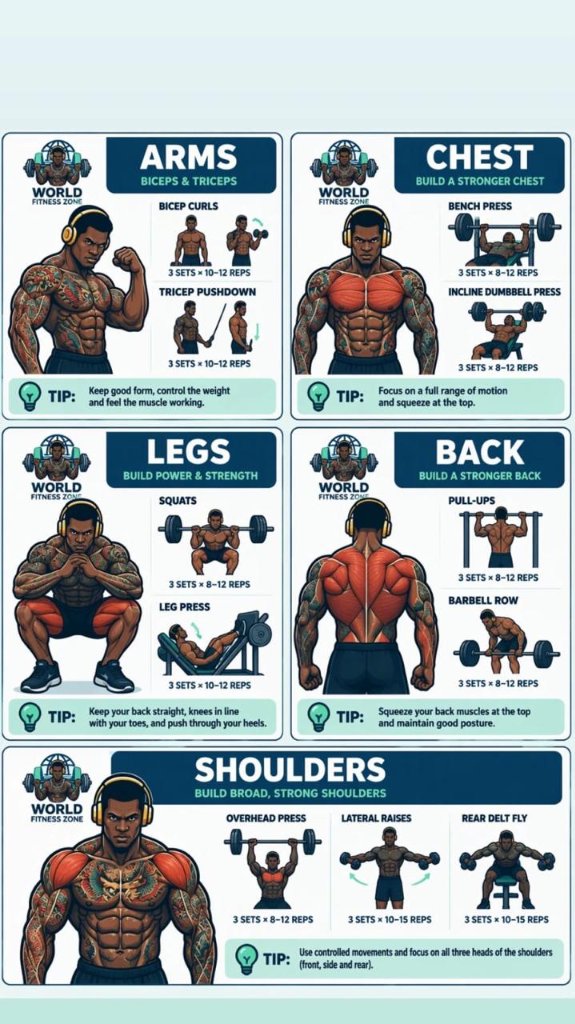 WORLD
FITNESS ZONE
ARMS
BICEPS & TRICEPS
BICEP CURLS
3 SETS × 10-12 REPS
TRICEP PUSHDOWN
3 SETS × 10-12 REPS
TIP:
Keep good form, control the weight
and feel the muscle working.
WORLD
FITNESS ZONE
CHEST
BUILD A STRONGER CHEST
BENCH PRESS
3 SETS × 8-12 REPS
INCLINE DUMBBELL PRESS
3 SETS × 8-12 REPS
TIP:
Focus on a full range of motion
and squeeze at the top.
WORLD
FITNESS ZONE
LEGS
BUILD POWER & STRENGTH
SQUATS
3 SETS × 8-12 REPS
LEG PRESS
3 SETS × 10-12 REPS
TIP:
Keep your back straight, knees in line
with your toes, and push through your heels.
WORLD
FITNESS ZONE
BACK
BUILD A STRONGER BACK
PULL-UPS
3 SETS × 8-12 REPS
BARBELL ROW
3 SETS × 8-12 REPS
TIP:
Squeeze your back muscles at the top
and maintain good posture.
WORLD
FITNESS ZONE
SHOULDERS
BUILD BROAD, STRONG SHOULDERS
OVERHEAD PRESS
3 SETS × 8-12 REPS
LATERAL RAISES
3 SETS × 10-15 REPS
REAR DELT FLY
3 SETS × 10-15 REPS
TIP:
Use controlled movements and focus on all three heads of the shoulders
(front, side and rear).